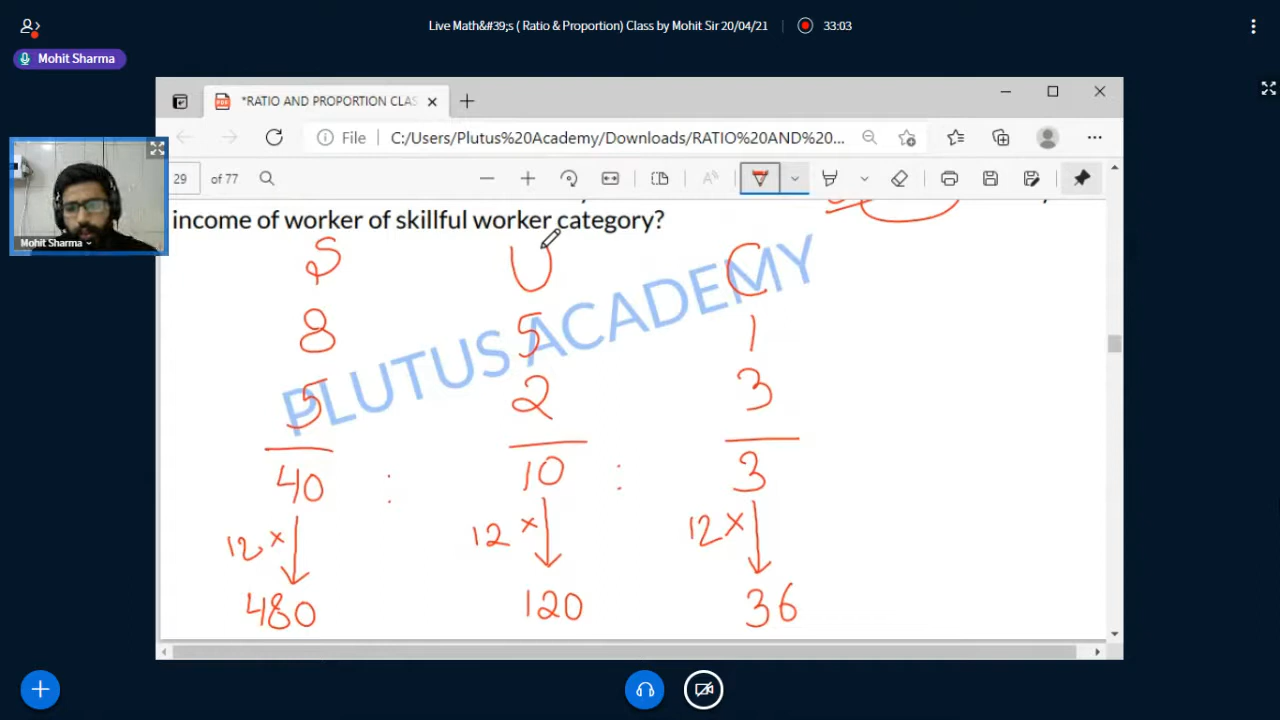 Live Math&#39;s ( Ratio & Proportion) Class by Mohit Sir 20/04/21 33:03
Mohit Sharma
*RATIO AND PROPORTION CLAS
File C:/Users/Plutus%20Academy/Downloads/RATIO%20AND%20...
29 of 77
Mohit Sharma
income of worker of skillful worker category?
S U C
8 5 1
5 2 3
40 : 10 : 3
12 × 12 × 12 ×
480 120 36
PLUTUS ACADEMY